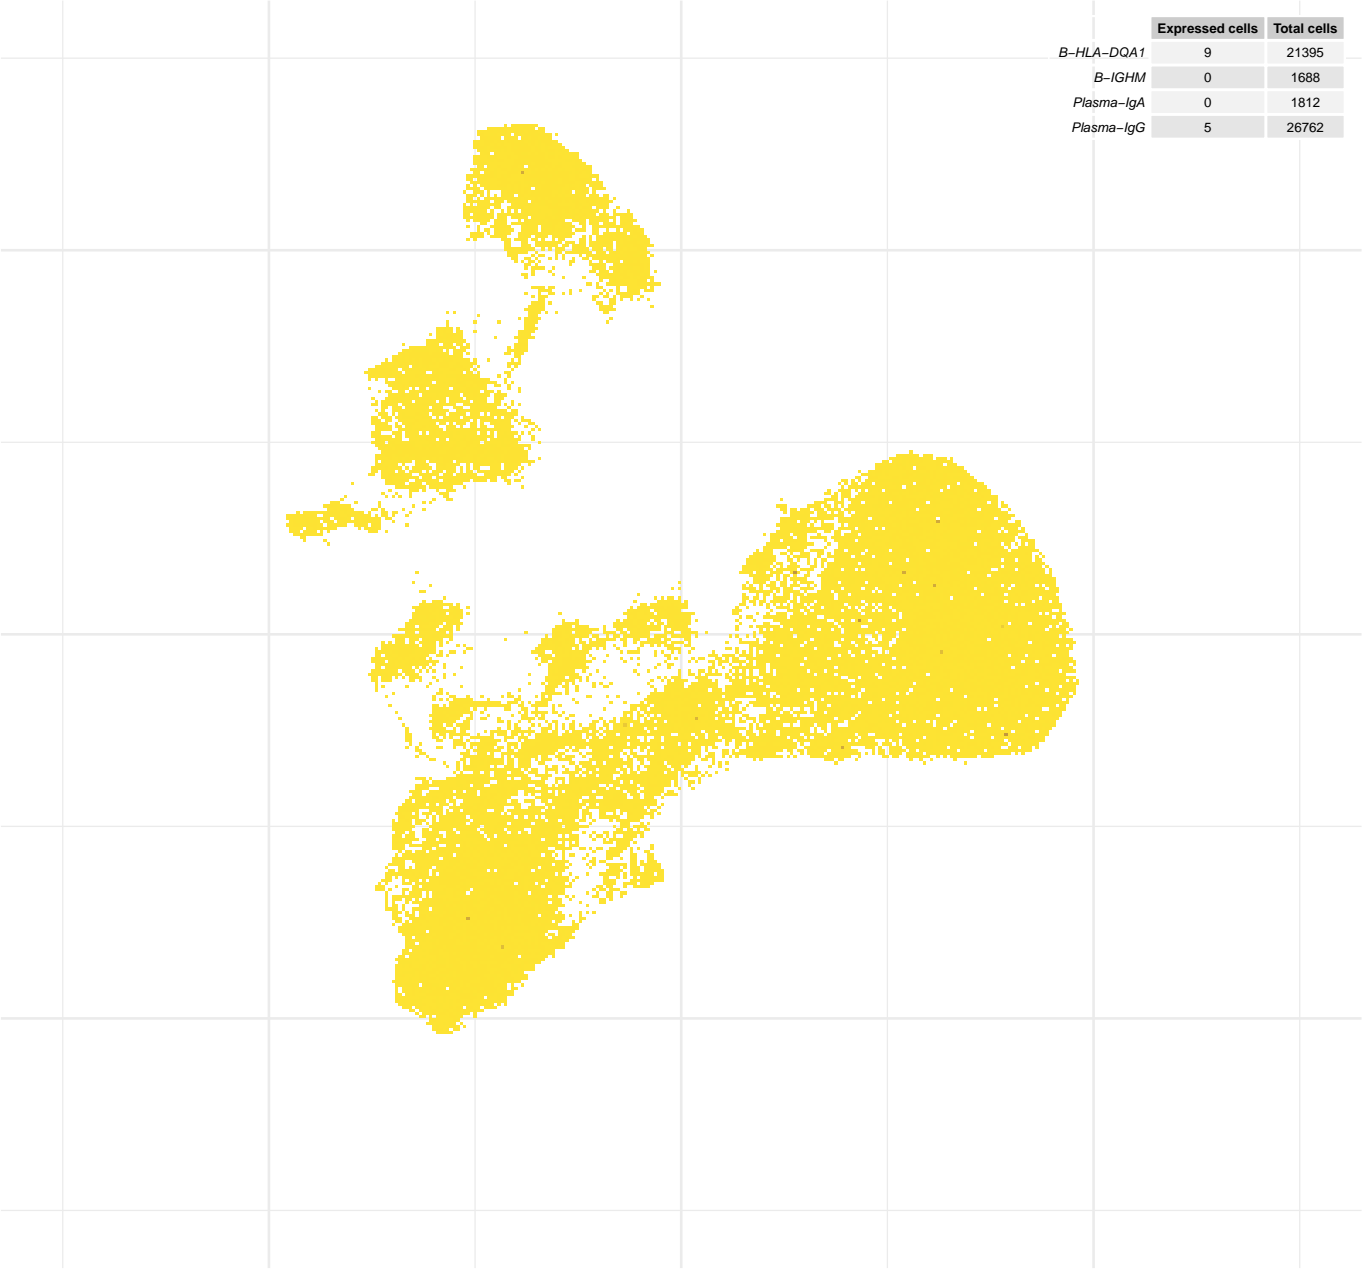 Expressed cells Total cells
B−HLA−DQA1 9 21395
B−IGHM 0 1688
Plasma−IgA 0 1812
Plasma−IgG 5 26762